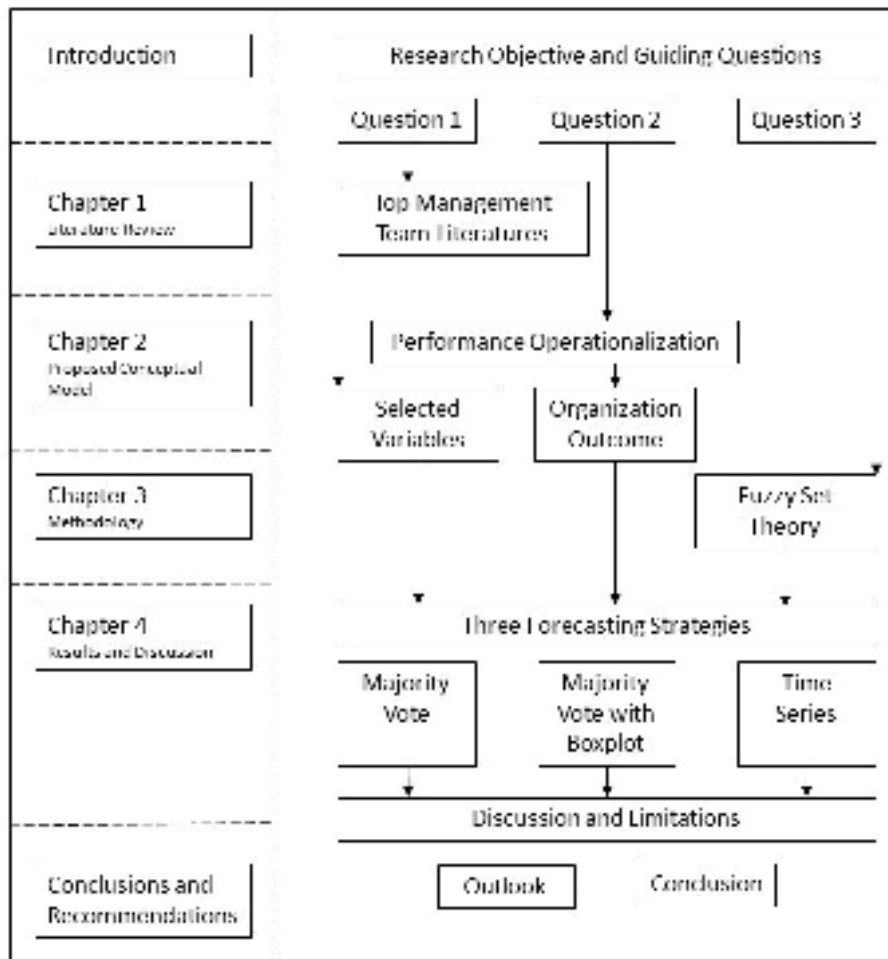 Introduction
Research Objective and Guiding Questions
Question 1
Question 2
Question 3
Chapter 1
Literature Review
Top Management
Team Literatures
Chapter 2
Proposed Conceptual
Model
Performance Operationalization
Selected
Variables
Organization
Outcome
Chapter 3
Methodology
Fuzzy Set
Theory
Chapter 4
Results and Discussion
Three Forecasting Strategies
Majority
Vote
Majority
Vote with
Boxplot
Time
Series
Discussion and Limitations
Conclusions and
Recommendations
Outlook
Conclusion